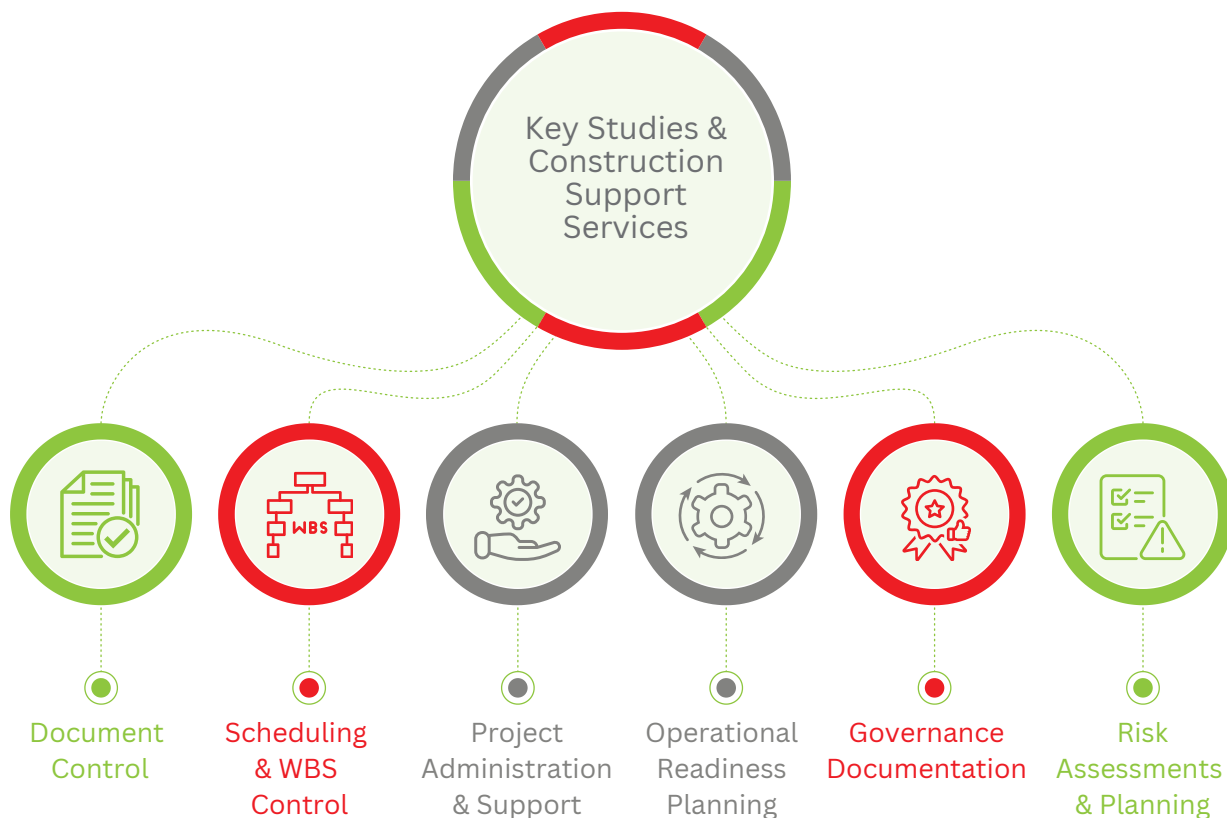 Key Studies &
Construction
Support
Services
WBS
Document
Control
Scheduling
& WBS
Control
Project
Administration
& Support
Operational
Readiness
Planning
Governance
Documentation
Risk
Assessments
& Planning